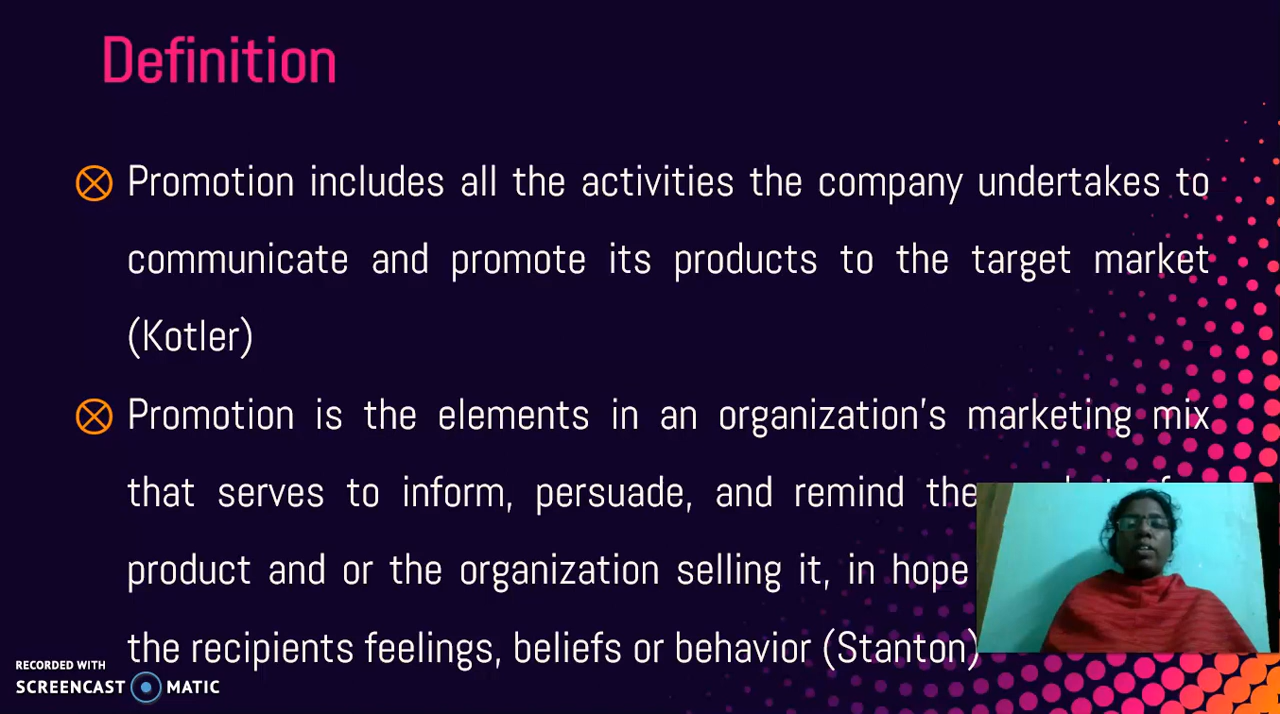 Definition
Promotion includes all the activities the company undertakes to
communicate and promote its products to the target market
(Kotler)
Promotion is the elements in an organization's marketing mix
that serves to inform, persuade, and remind the
product and or the organization selling it, in hope
the recipients feelings, beliefs or behavior (Stanton)
RECORDED WITH
SCREENCAST MATIC